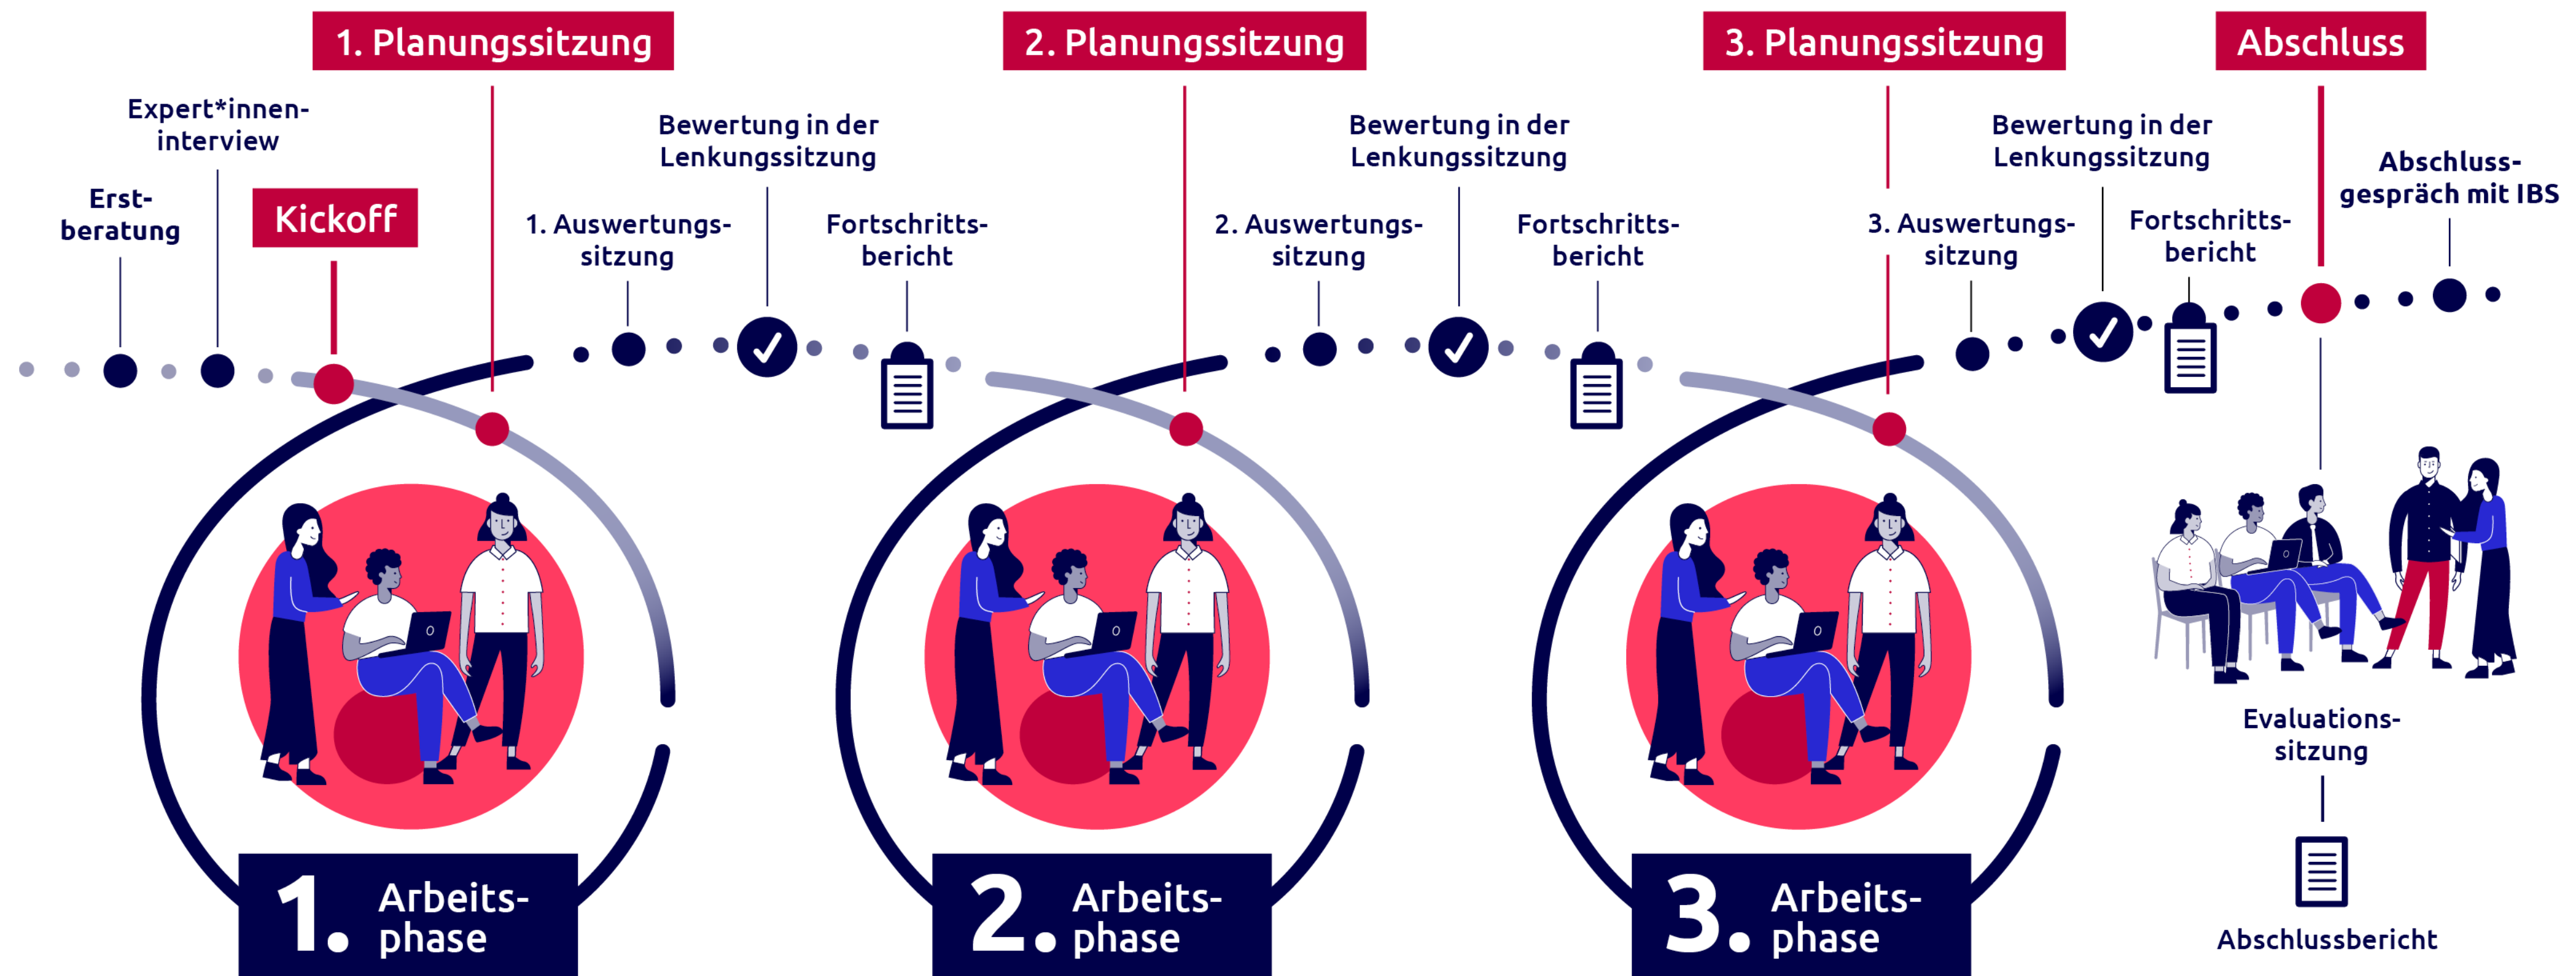 1. Planungssitzung
2. Planungssitzung
3. Planungssitzung
Abschluss
Expert*innen-
interview
Erst-
beratung
Kickoff
1. Auswertungs-
sitzung
Bewertung in der
Lenkungssitzung
Fortschritts-
bericht
2. Auswertungs-
sitzung
Bewertung in der
Lenkungssitzung
Fortschritts-
bericht
3. Auswertungs-
sitzung
Bewertung in der
Lenkungssitzung
Fortschritts-
bericht
Abschluss-
gespräch mit IBS
1. Arbeits-
phase
2. Arbeits-
phase
3. Arbeits-
phase
Evaluations-
sitzung
Abschlussbericht